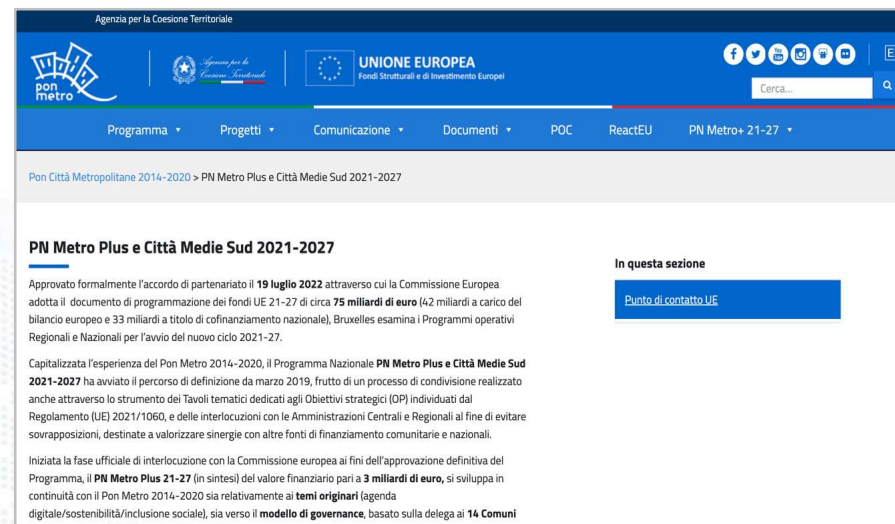 Agenzia per la Coesione Territoriale
pon
metro
Agenzia per la
Coesione Territoriale
UNIONE EUROPEA
Fondi Strutturali e di Investimento Europei
You
Tube
E
Cerca...
Programma
Progetti
Comunicazione
Documenti
POC
ReactEU
PN Metro+ 21-27
Pon Città Metropolitane 2014-2020 > PN Metro Plus e Città Medie Sud 2021-2027
PN Metro Plus e Città Medie Sud 2021-2027
Approvato formalmente l'accordo di partenariato il 19 luglio 2022 attraverso cui la Commissione Europea
adotta il documento di programmazione dei fondi UE 21-27 di circa 75 miliardi di euro (42 miliardi a carico del
bilancio europeo e 33 miliardi a titolo di cofinanziamento nazionale), Bruxelles esamina i Programmi operativi
Regionali e Nazionali per l'avvio del nuovo ciclo 2021-27.
Capitalizzata l'esperienza del Pon Metro 2014-2020, il Programma Nazionale PN Metro Plus e Città Medie Sud
2021-2027 ha avviato il percorso di definizione da marzo 2019, frutto di un processo di condivisione realizzato
anche attraverso lo strumento dei Tavoli tematici dedicati agli Obiettivi strategici (OP) individuati dal
Regolamento (UE) 2021/1060, e delle interlocuzioni con le Amministrazioni Centrali e Regionali al fine di evitare
sovrapposizioni, destinate a valorizzare sinergie con altre fonti di finanziamento comunitarie e nazionali.
Iniziata la fase ufficiale di interlocuzione con la Commissione europea ai fini dell'approvazione definitiva del
Programma, il PN Metro Plus 21-27 (in sintesi) del valore finanziario pari a 3 miliardi di euro, si sviluppa in
continuità con il Pon Metro 2014-2020 sia relativamente ai temi originari (agenda
digitale/sostenibilità/inclusione sociale), sia verso il modello di governance, basato sulla delega ai 14 Comuni
In questa sezione
Punto di contatto UE